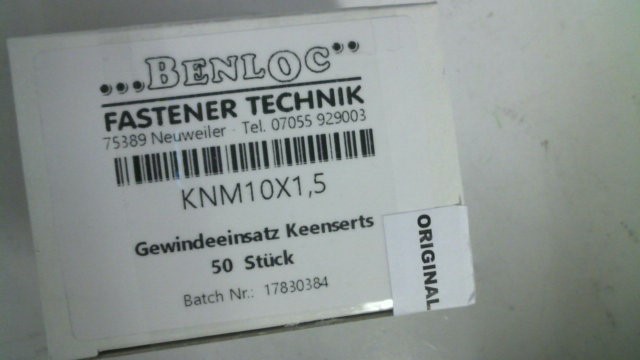 ...BENLOC..
FASTENER TECHNIK
75389 Neuweiler · Tel. 07055 929003
KNM10X1,5
Gewindeeinsatz Keenserts
50 Stück
Batch Nr.: 17830384
ORIGINAL